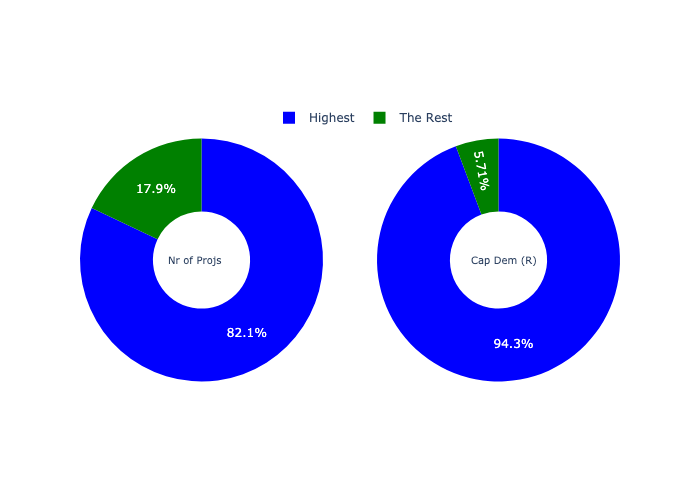 Highest
The Rest
17.9%
Nr of Projs
82.1%
5.71%
Cap Dem (R)
94.3%